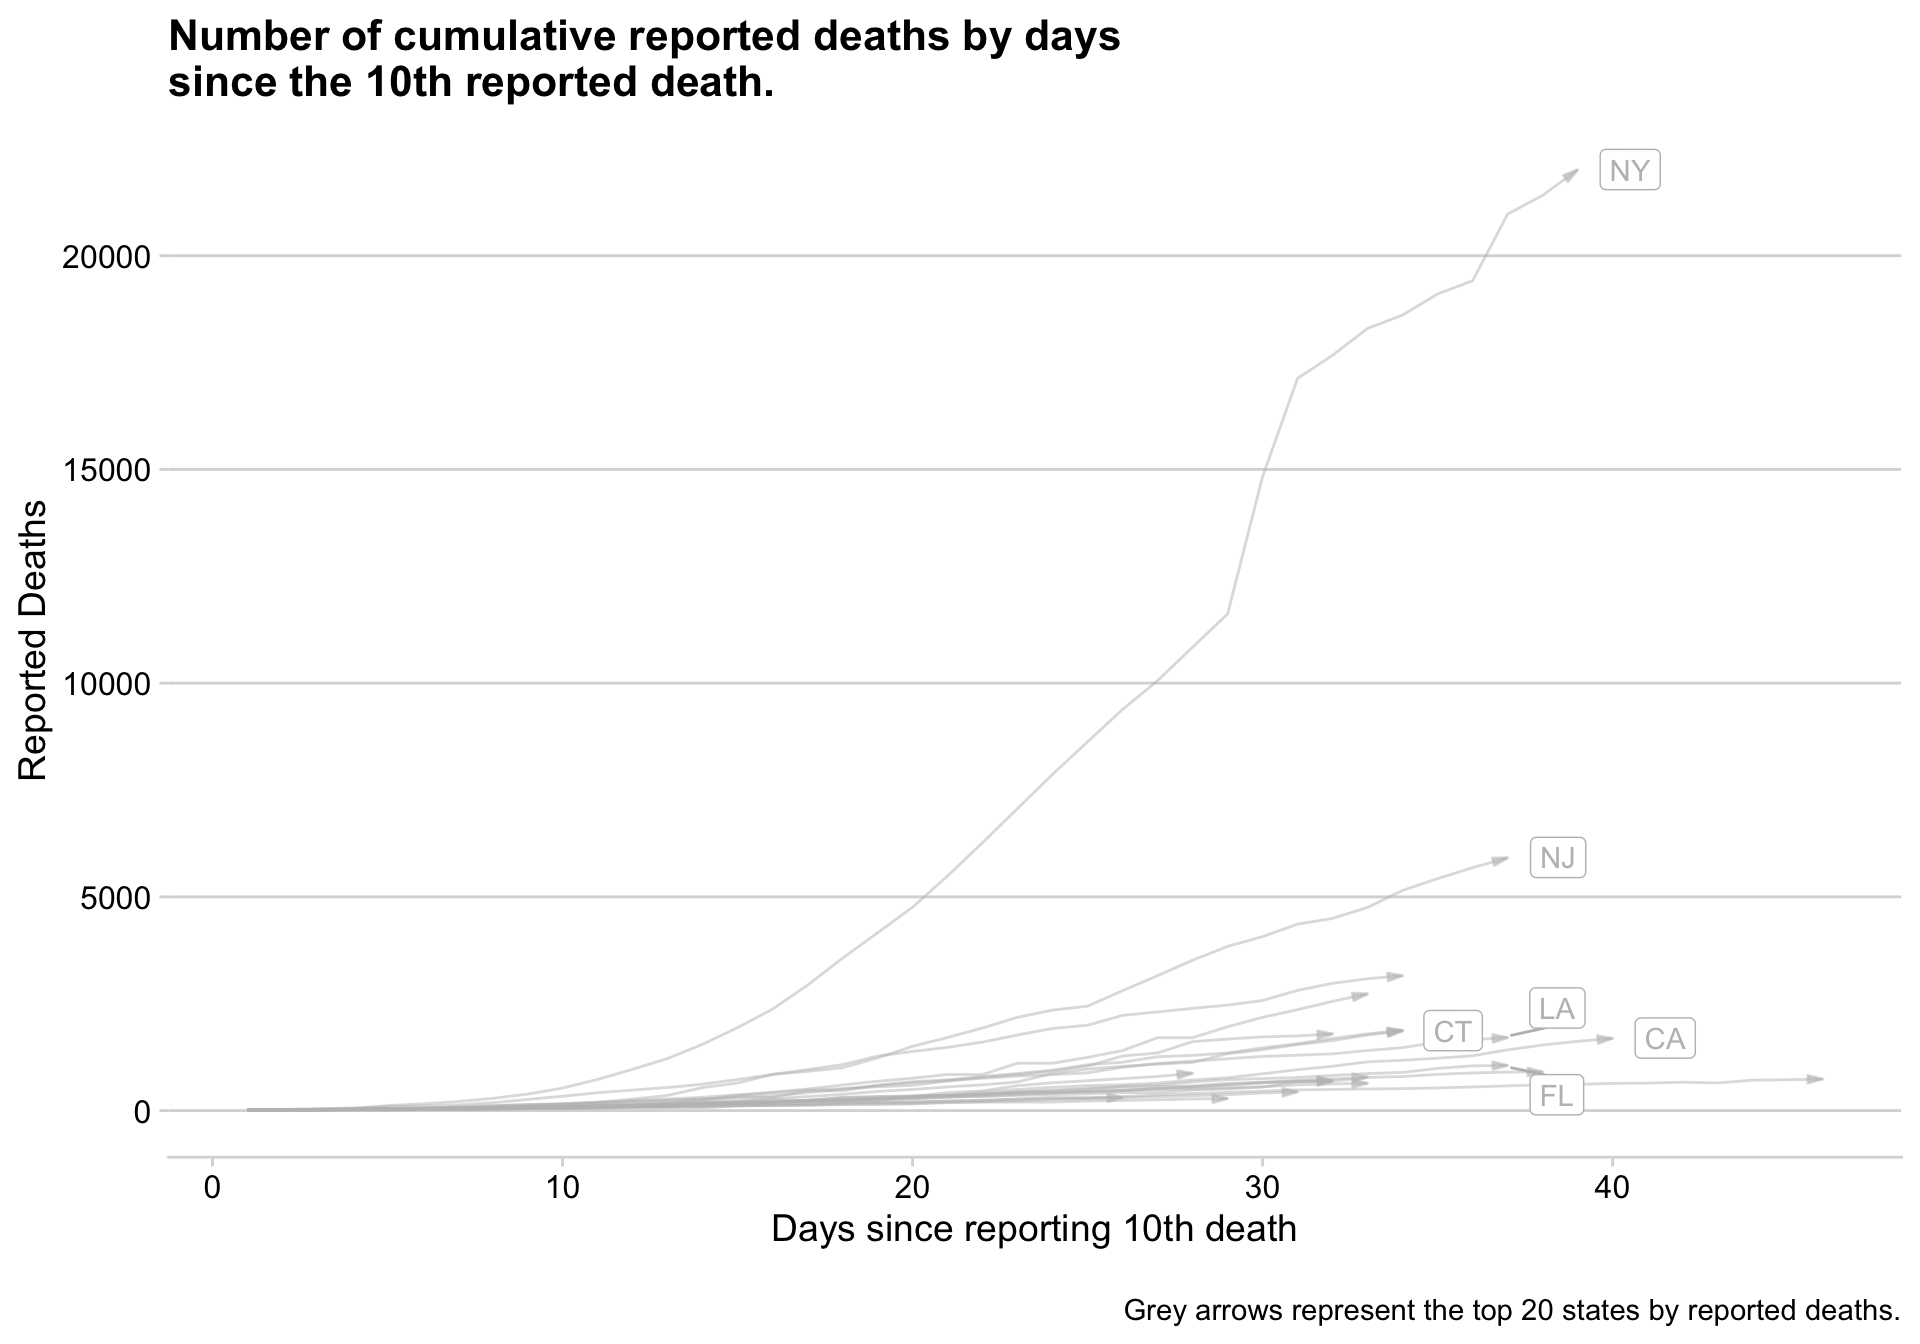 Number of cumulative reported deaths by days
since the 10th reported death.
NY
20000
15000
Reported Deaths
10000
NJ
5000
LA
CT
CA
FL
0
0 10 20 30 40
Days since reporting 10th death
Grey arrows represent the top 20 states by reported deaths.